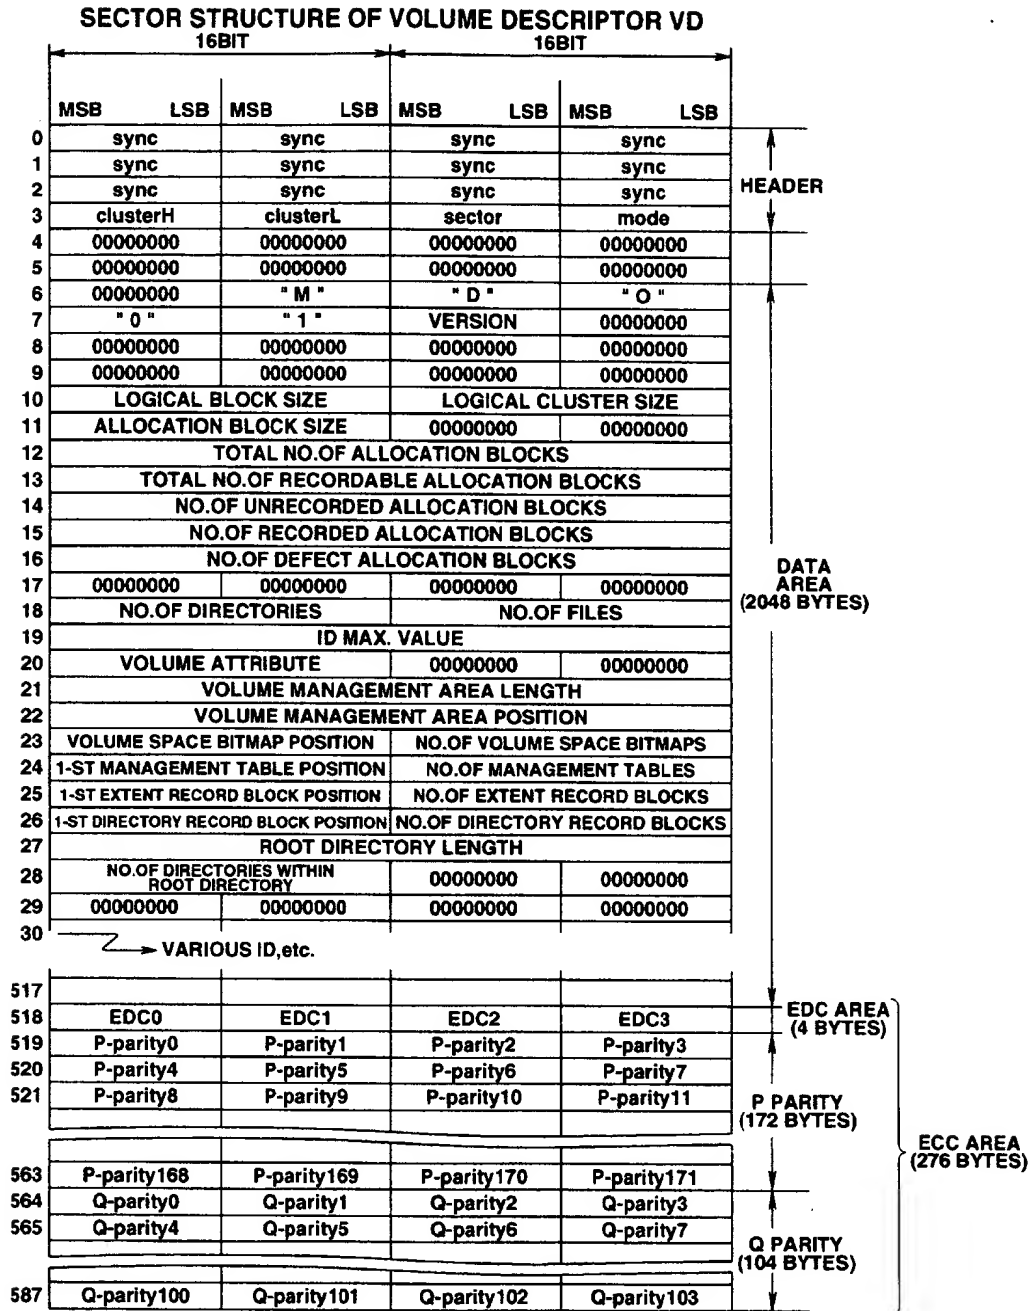 SECTOR STRUCTURE OF VOLUME DESCRIPTOR VD
16BIT 16BIT
MSB LSB MSB LSB MSB LSB MSB LSB
0 sync sync sync sync
1 sync sync sync sync
2 sync sync sync sync HEADER
3 clusterH clusterL sector mode
4 00000000 00000000 00000000 00000000
5 00000000 00000000 00000000 00000000
6 00000000 " M " " D " " O "
7 " 0 " " 1 " VERSION 00000000
8 00000000 00000000 00000000 00000000
9 00000000 00000000 00000000 00000000
10 LOGICAL BLOCK SIZE LOGICAL CLUSTER SIZE
11 ALLOCATION BLOCK SIZE 00000000 00000000
12 TOTAL NO.OF ALLOCATION BLOCKS
13 TOTAL NO.OF RECORDABLE ALLOCATION BLOCKS
14 NO.OF UNRECORDED ALLOCATION BLOCKS
15 NO.OF RECORDED ALLOCATION BLOCKS
16 NO.OF DEFECT ALLOCATION BLOCKS
17 00000000 00000000 00000000 00000000
18 NO.OF DIRECTORIES NO.OF FILES
DATA
AREA
(2048 BYTES)
19 ID MAX. VALUE
20 VOLUME ATTRIBUTE 00000000 00000000
21 VOLUME MANAGEMENT AREA LENGTH
22 VOLUME MANAGEMENT AREA POSITION
23 VOLUME SPACE BITMAP POSITION NO.OF VOLUME SPACE BITMAPS
24 1-ST MANAGEMENT TABLE POSITION NO.OF MANAGEMENT TABLES
25 1-ST EXTENT RECORD BLOCK POSITION NO.OF EXTENT RECORD BLOCKS
26 1-ST DIRECTORY RECORD BLOCK POSITION NO.OF DIRECTORY RECORD BLOCKS
27 ROOT DIRECTORY LENGTH
28 NO.OF DIRECTORIES WITHIN
ROOT DIRECTORY 00000000 00000000
29 00000000 00000000 00000000 00000000
30
VARIOUS ID,etc.
517
518 EDC0 EDC1 EDC2 EDC3
EDC AREA
(4 BYTES)
519 P-parity0 P-parity1 P-parity2 P-parity3
520 P-parity4 P-parity5 P-parity6 P-parity7
521 P-parity8 P-parity9 P-parity10 P-parity11
P PARITY
(172 BYTES)
ECC AREA
(276 BYTES)
563 P-parity168 P-parity169 P-parity170 P-parity171
564 Q-parity0 Q-parity1 Q-parity2 Q-parity3
565 Q-parity4 Q-parity5 Q-parity6 Q-parity7
Q PARITY
(104 BYTES)
587 Q-parity100 Q-parity101 Q-parity102 Q-parity103